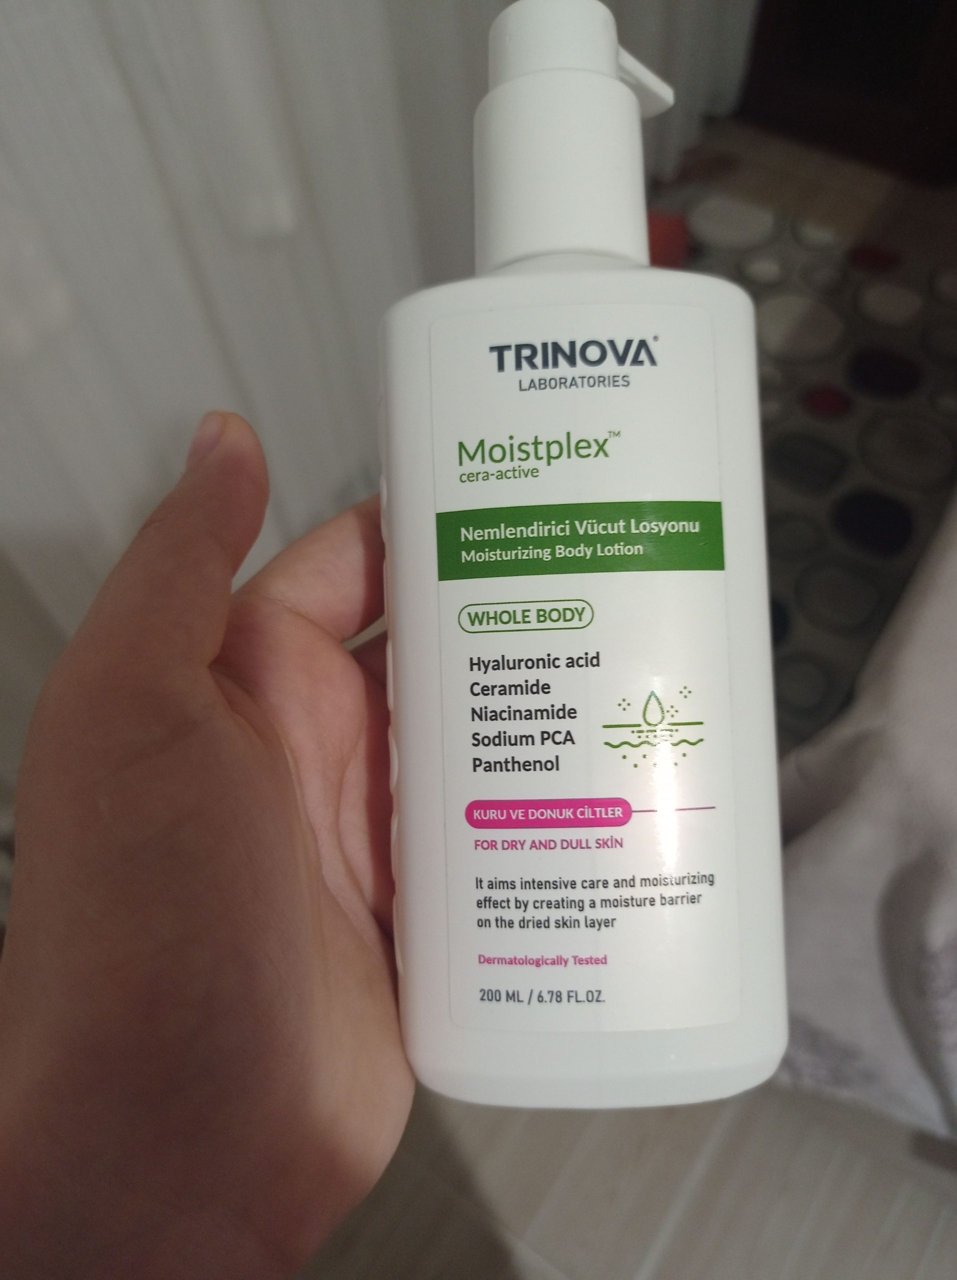 TRINOVA®
LABORATORIES
Moistplex™
cera-active
Nemlendirici Vücut Losyonu
Moisturizing Body Lotion
WHOLE BODY
Hyaluronic acid
Ceramide
Niacinamide
Sodium PCA
Panthenol
KURU VE DONUK CİLTLER
FOR DRY AND DULL SKİN
It aims intensive care and moisturizing
effect by creating a moisture barrier
on the dried skin layer
Dermatologically Tested
200 ML / 6.78 FL.OZ.